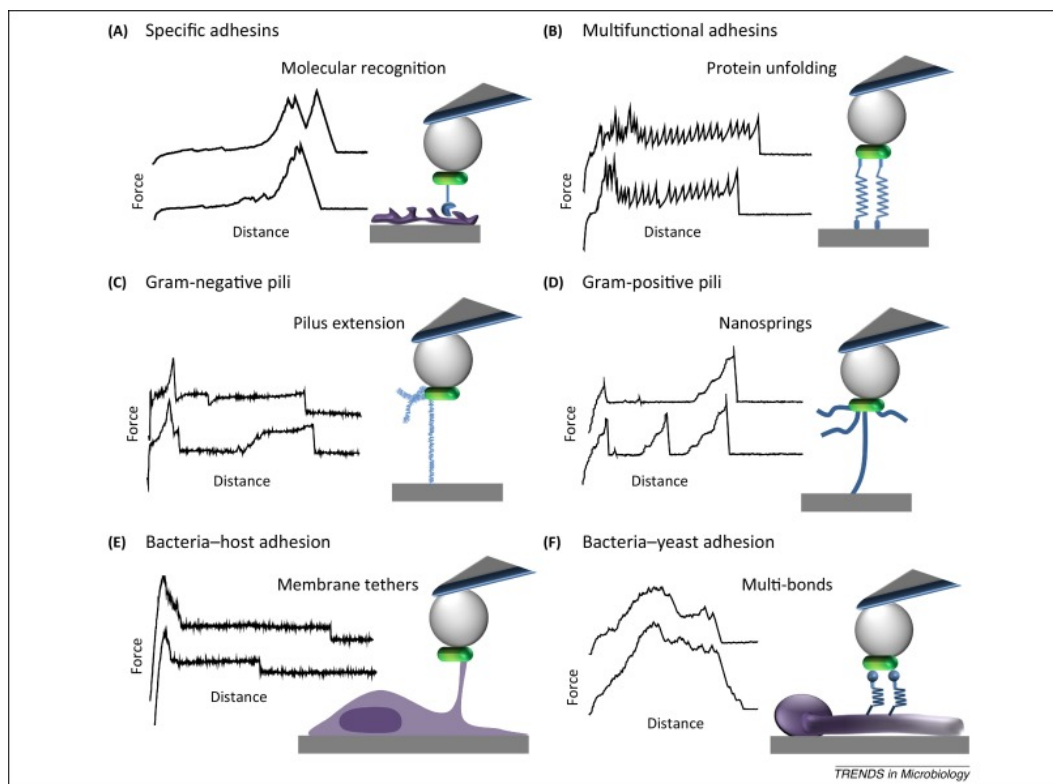 (A) Specific adhesins
Molecular recognition
Force
Distance
(B) Multifunctional adhesins
Protein unfolding
Force
Distance
(C) Gram-negative pili
Pilus extension
Force
Distance
(D) Gram-positive pili
Nanosprings
Force
Distance
(E) Bacteria–host adhesion
Membrane tethers
Force
Distance
(F) Bacteria–yeast adhesion
Multi-bonds
Force
Distance
TRENDS in Microbiology